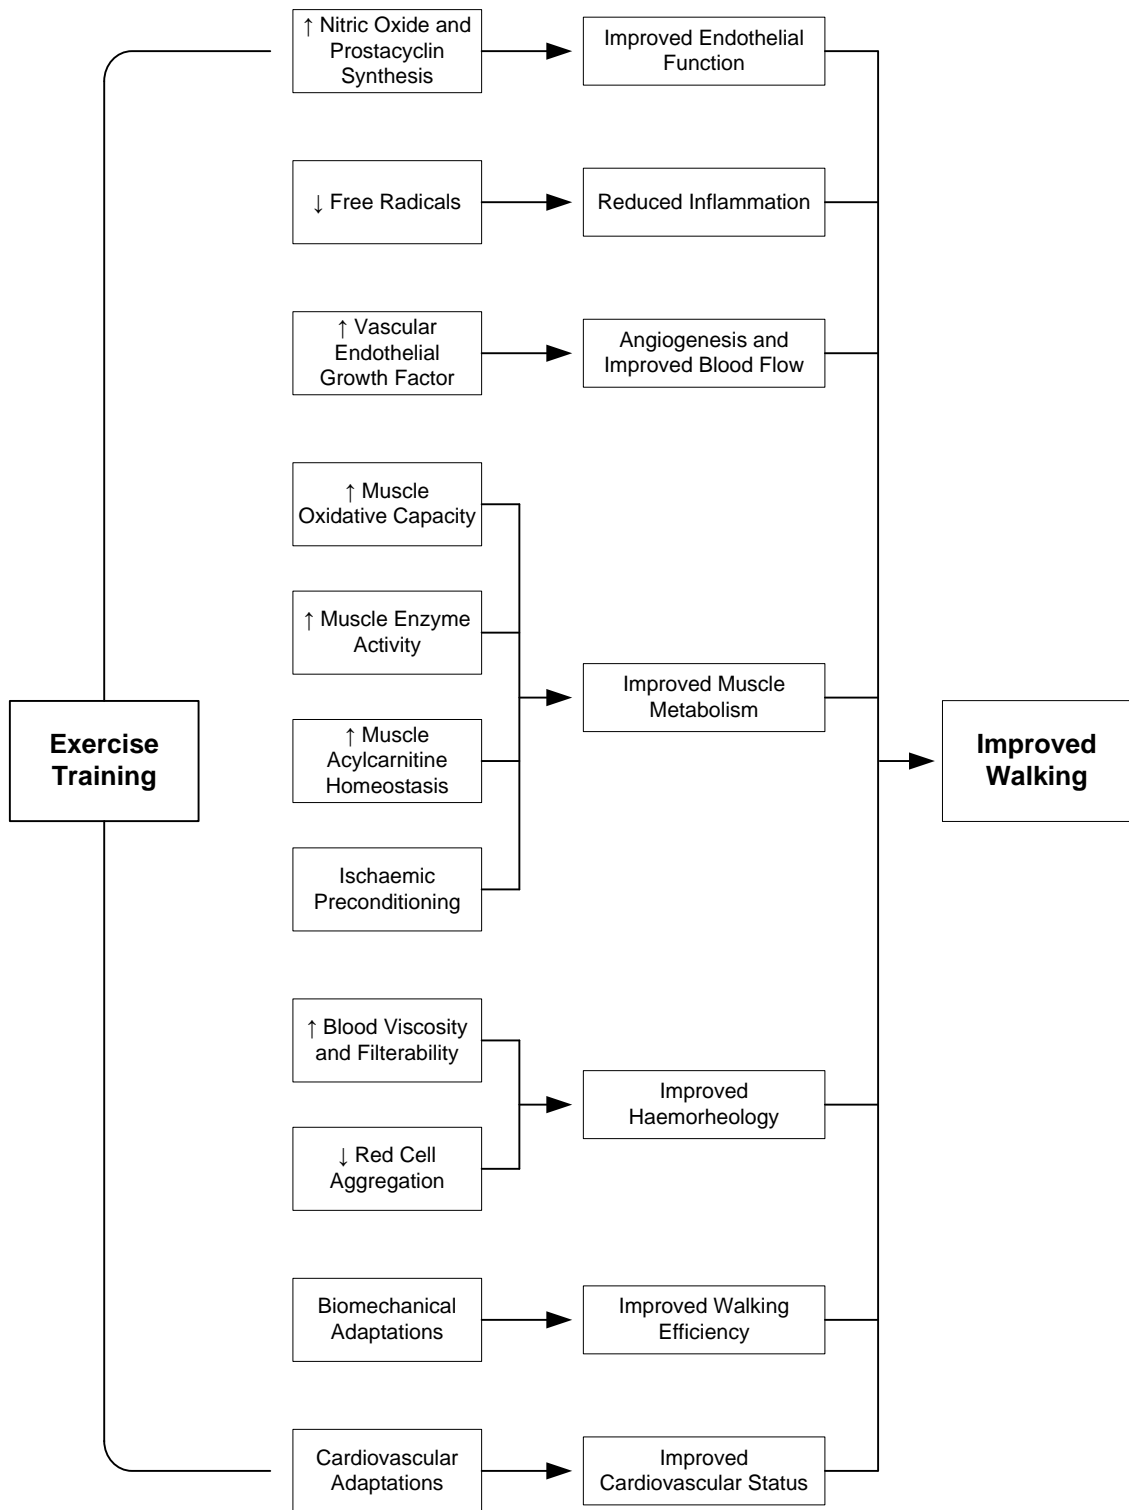 ↑ Nitric Oxide and
Prostacyclin
Synthesis
Improved Endothelial
Function
↓ Free Radicals
Reduced Inflammation
↑ Vascular
Endothelial
Growth Factor
Angiogenesis and
Improved Blood Flow
↑ Muscle
Oxidative Capacity
↑ Muscle Enzyme
Activity
↑ Muscle
Acylcarnitine
Homeostasis
Ischaemic
Preconditioning
Improved Muscle
Metabolism
Exercise
Training
Improved
Walking
↑ Blood Viscosity
and Filterability
↓ Red Cell
Aggregation
Improved
Haemorheology
Biomechanical
Adaptations
Improved Walking
Efficiency
Cardiovascular
Adaptations
Improved
Cardiovascular Status